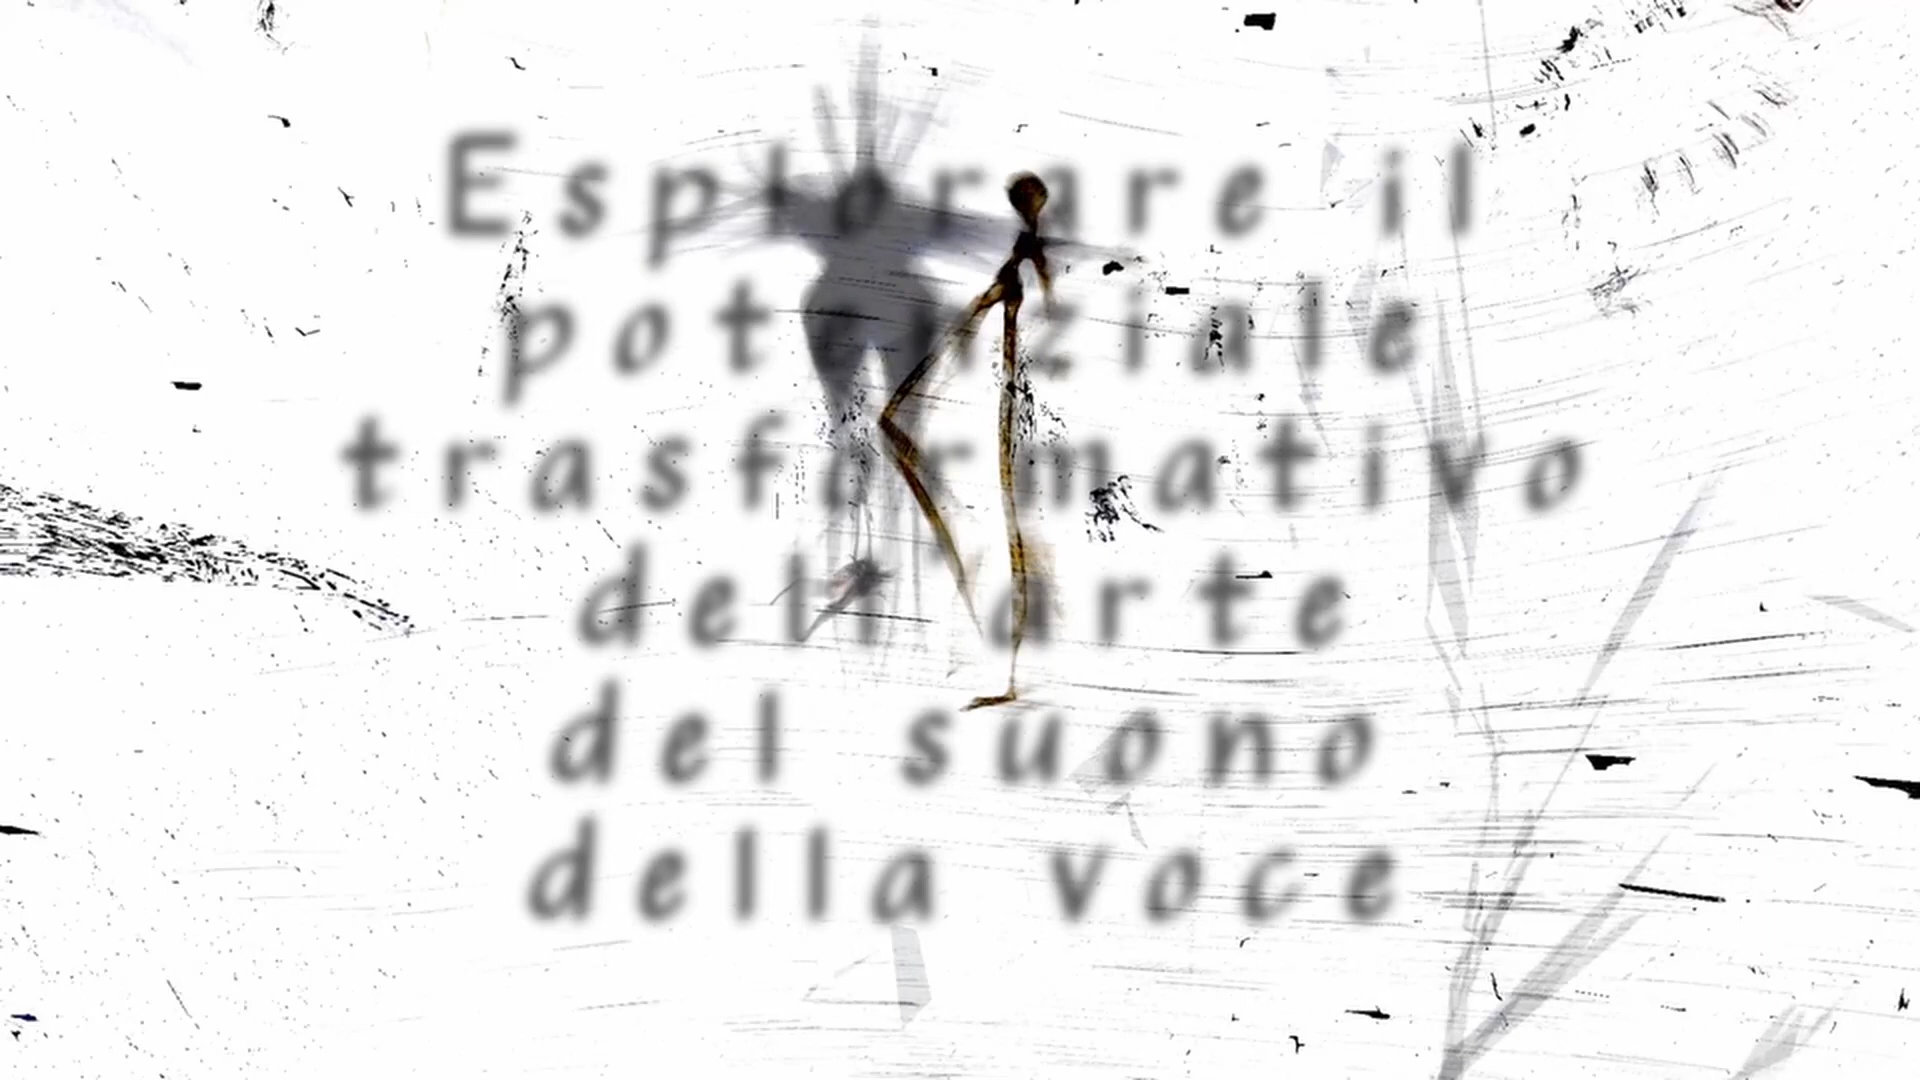 Esplorare il
potenziale
trasformativo
dell'arte
del suono
della voce